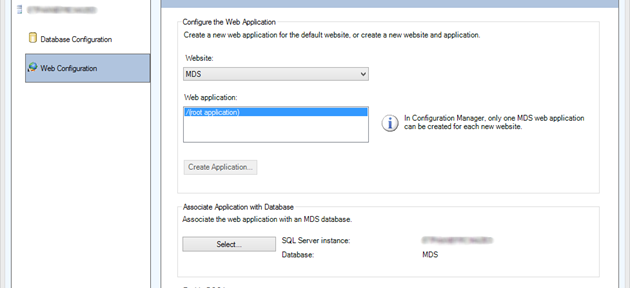 Configure the Web Application
Database Configuration
Create a new web application for the default website, or create a new website and application.
Web Configuration
Website:
MDS
Web application:
/(root application)
In Configuration Manager, only one MDS web application
can be created for each new website.
Create Application...
Associate Application with Database
Associate the web application with an MDS database.
Select...
SQL Server instance:
Database:
MDS